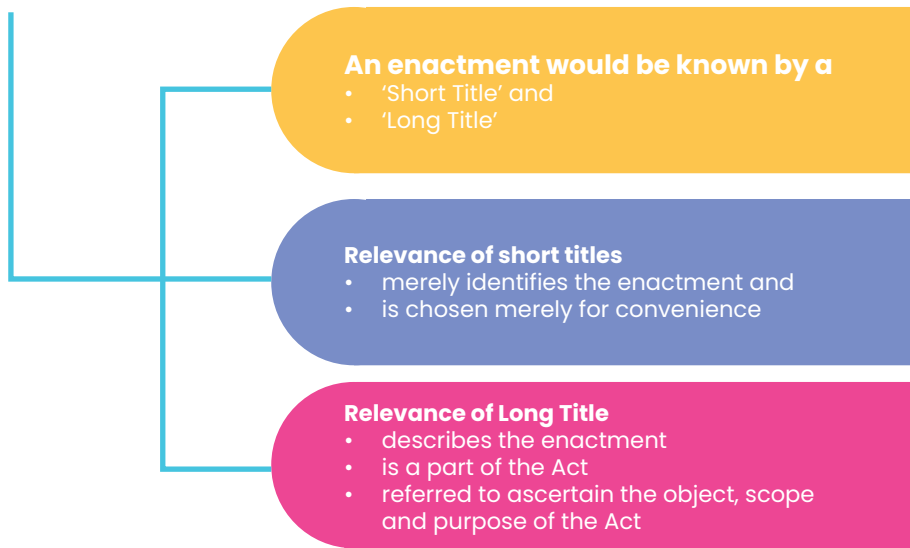 An enactment would be known by a
• ‘Short Title’ and
• ‘Long Title’
Relevance of short titles
• merely identifies the enactment and
• is chosen merely for convenience
Relevance of Long Title
• describes the enactment
• is a part of the Act
• referred to ascertain the object, scope
and purpose of the Act